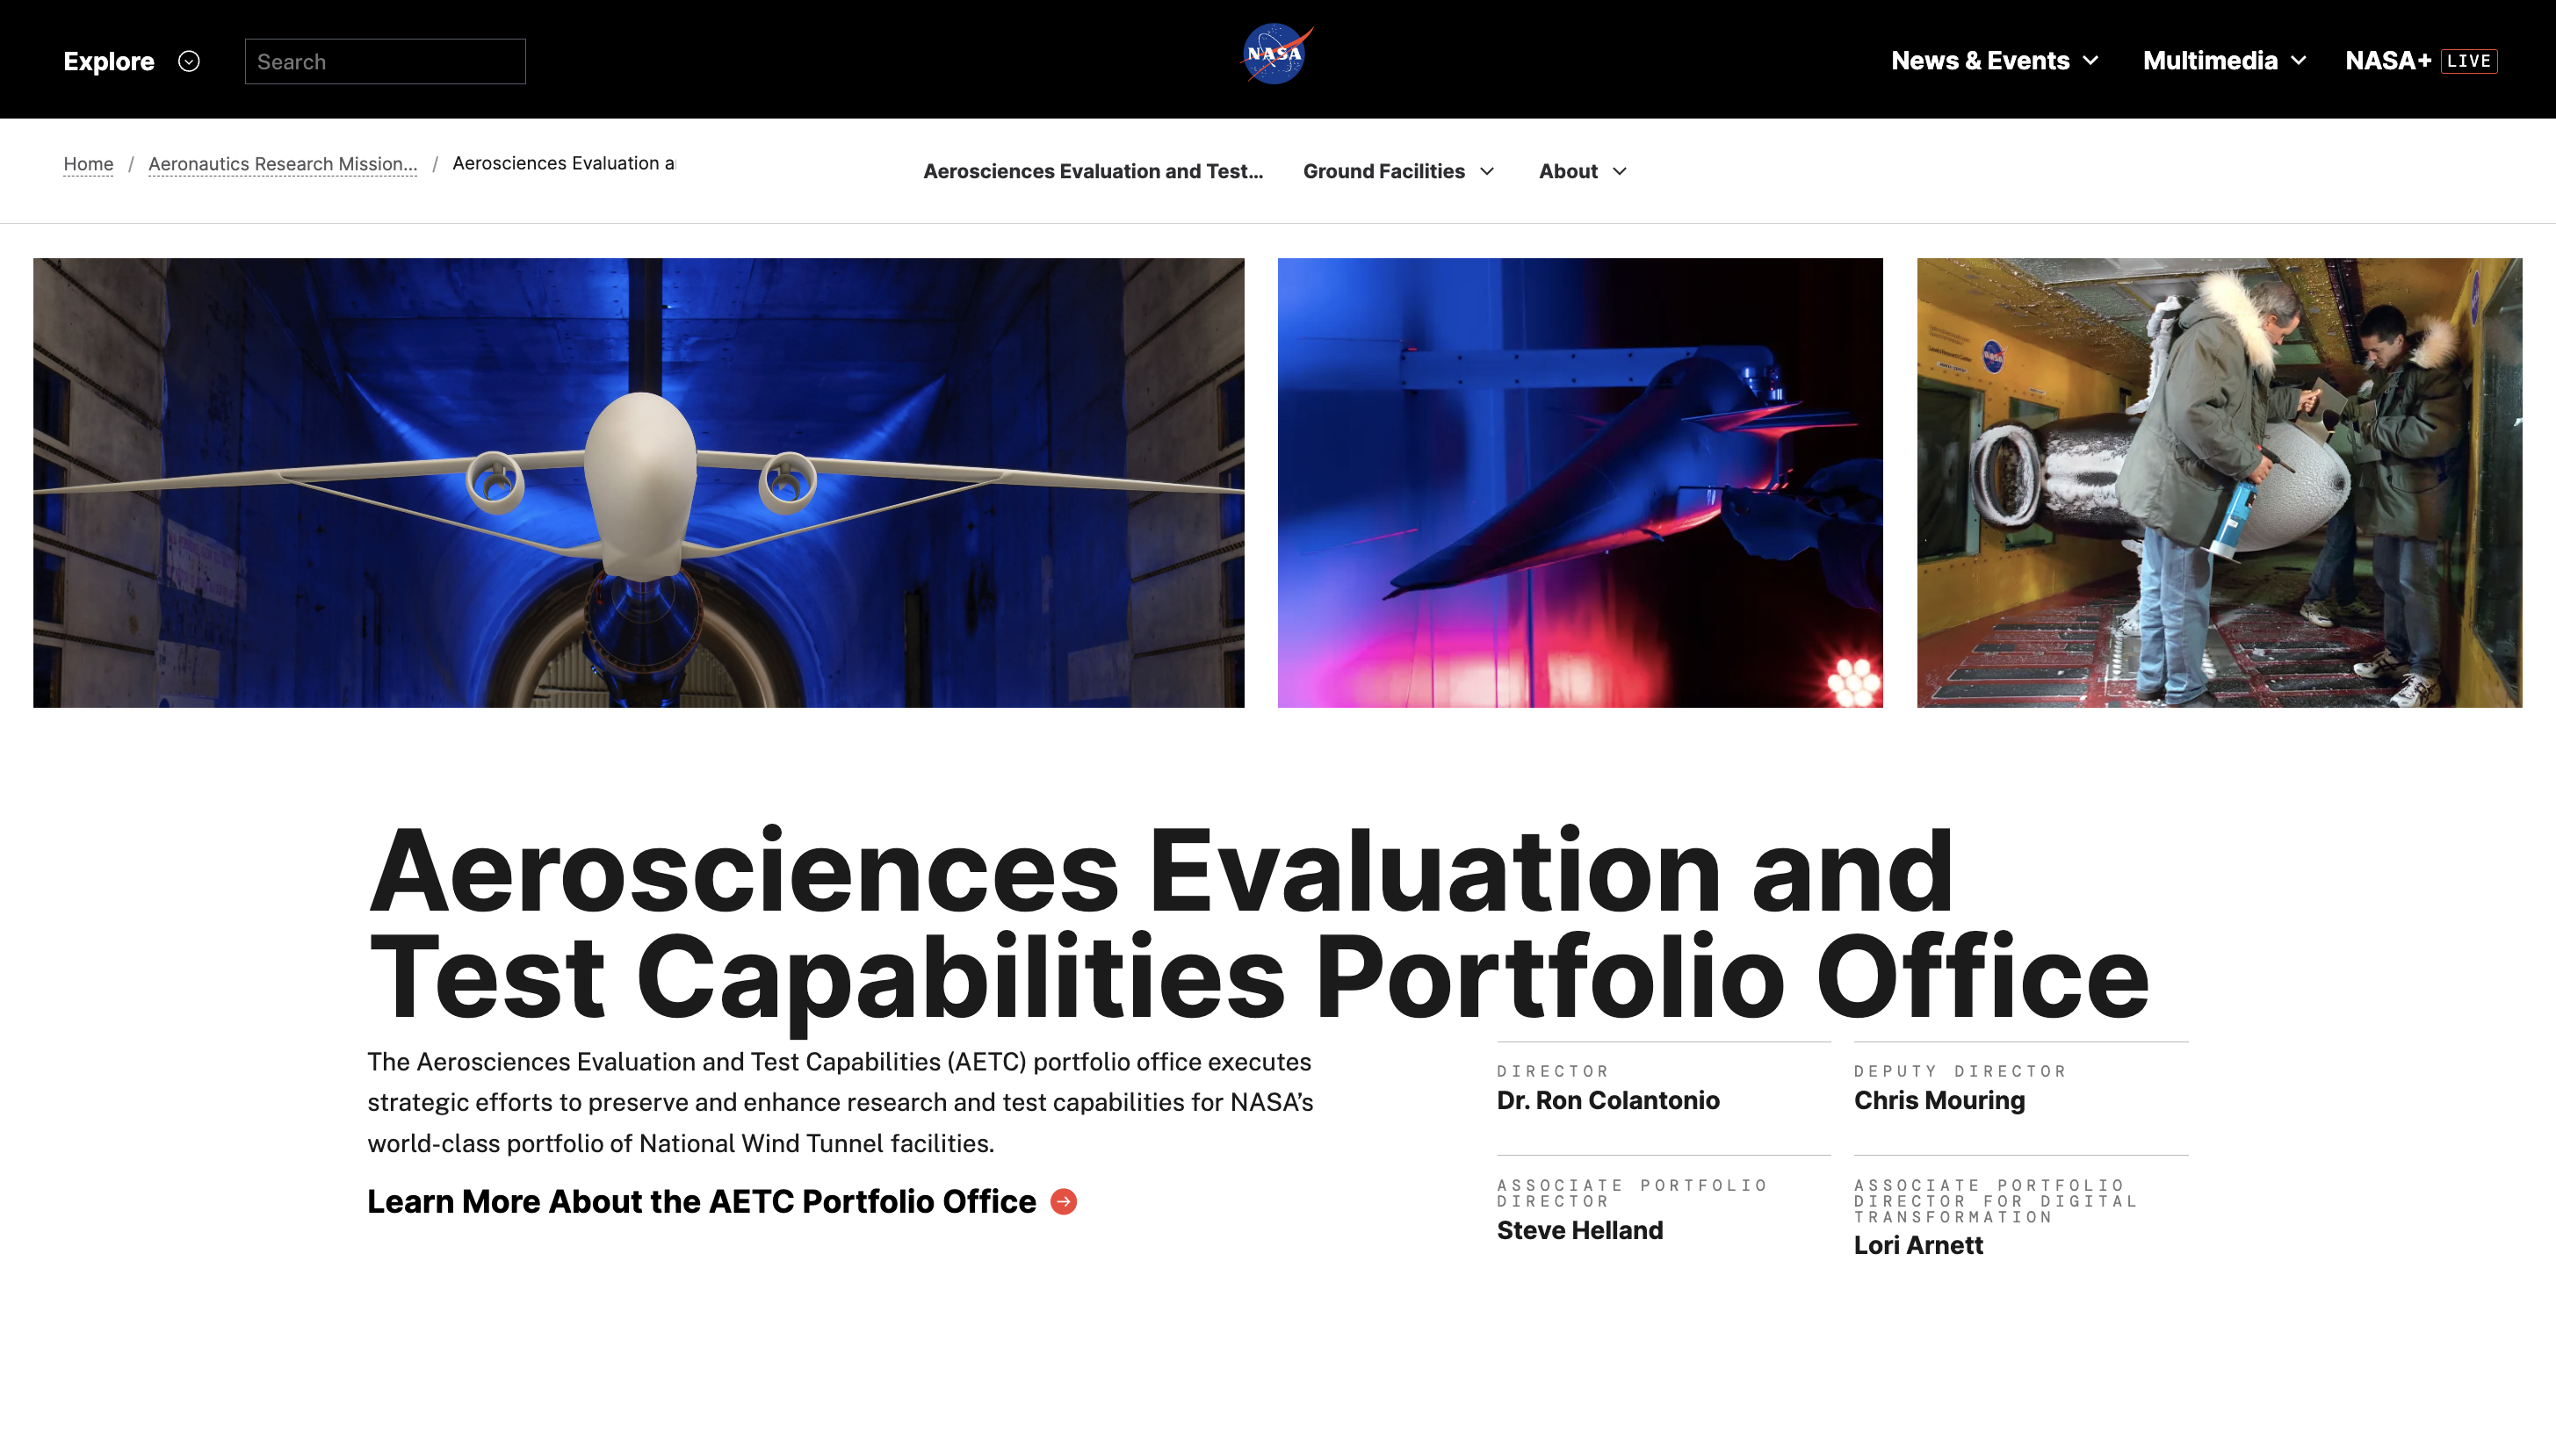 Explore
Search
NASA
News & Events
Multimedia
NASA+ LIVE
Home / Aeronautics Research Mission... / Aerosciences Evaluation a
Aerosciences Evaluation and Test...
Ground Facilities
About
NASA
Aerosciences Evaluation and
Test Capabilities Portfolio Office
The Aerosciences Evaluation and Test Capabilities (AETC) portfolio office executes
strategic efforts to preserve and enhance research and test capabilities for NASA’s
world-class portfolio of National Wind Tunnel facilities.
Learn More About the AETC Portfolio Office
DIRECTOR
Dr. Ron Colantonio
DEPUTY DIRECTOR
Chris Mouring
ASSOCIATE PORTFOLIO
DIRECTOR
Steve Helland
ASSOCIATE PORTFOLIO
DIRECTOR FOR DIGITAL
TRANSFORMATION
Lori Arnett